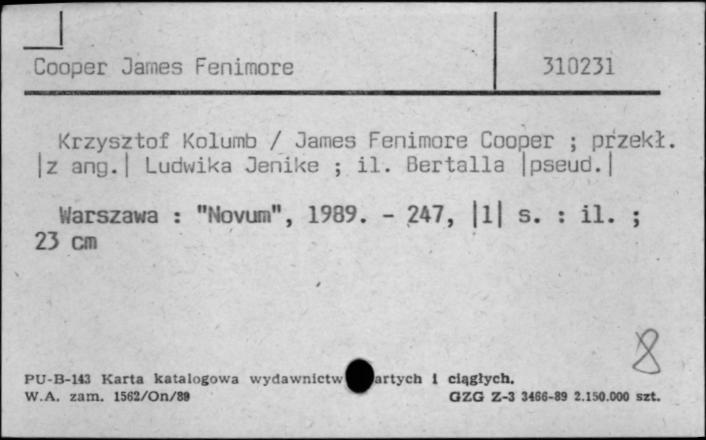 Cooper James Fenimore 310231
Krzysztof Kolumb / James Fenimore Cooper ; przekł.
|z ang.| Ludwika Jenike ; il. Bertalla |pseud.|
Warszawa : "Novum", 1989. - 247, |1| s. : il. ;
23 cm
8
PU-B-143 Karta katalogowa wydawnictw artych i ciągłych.
W.A. zam. 1562/On/89 GZG Z-3 3466-89 2.150.000 szt.